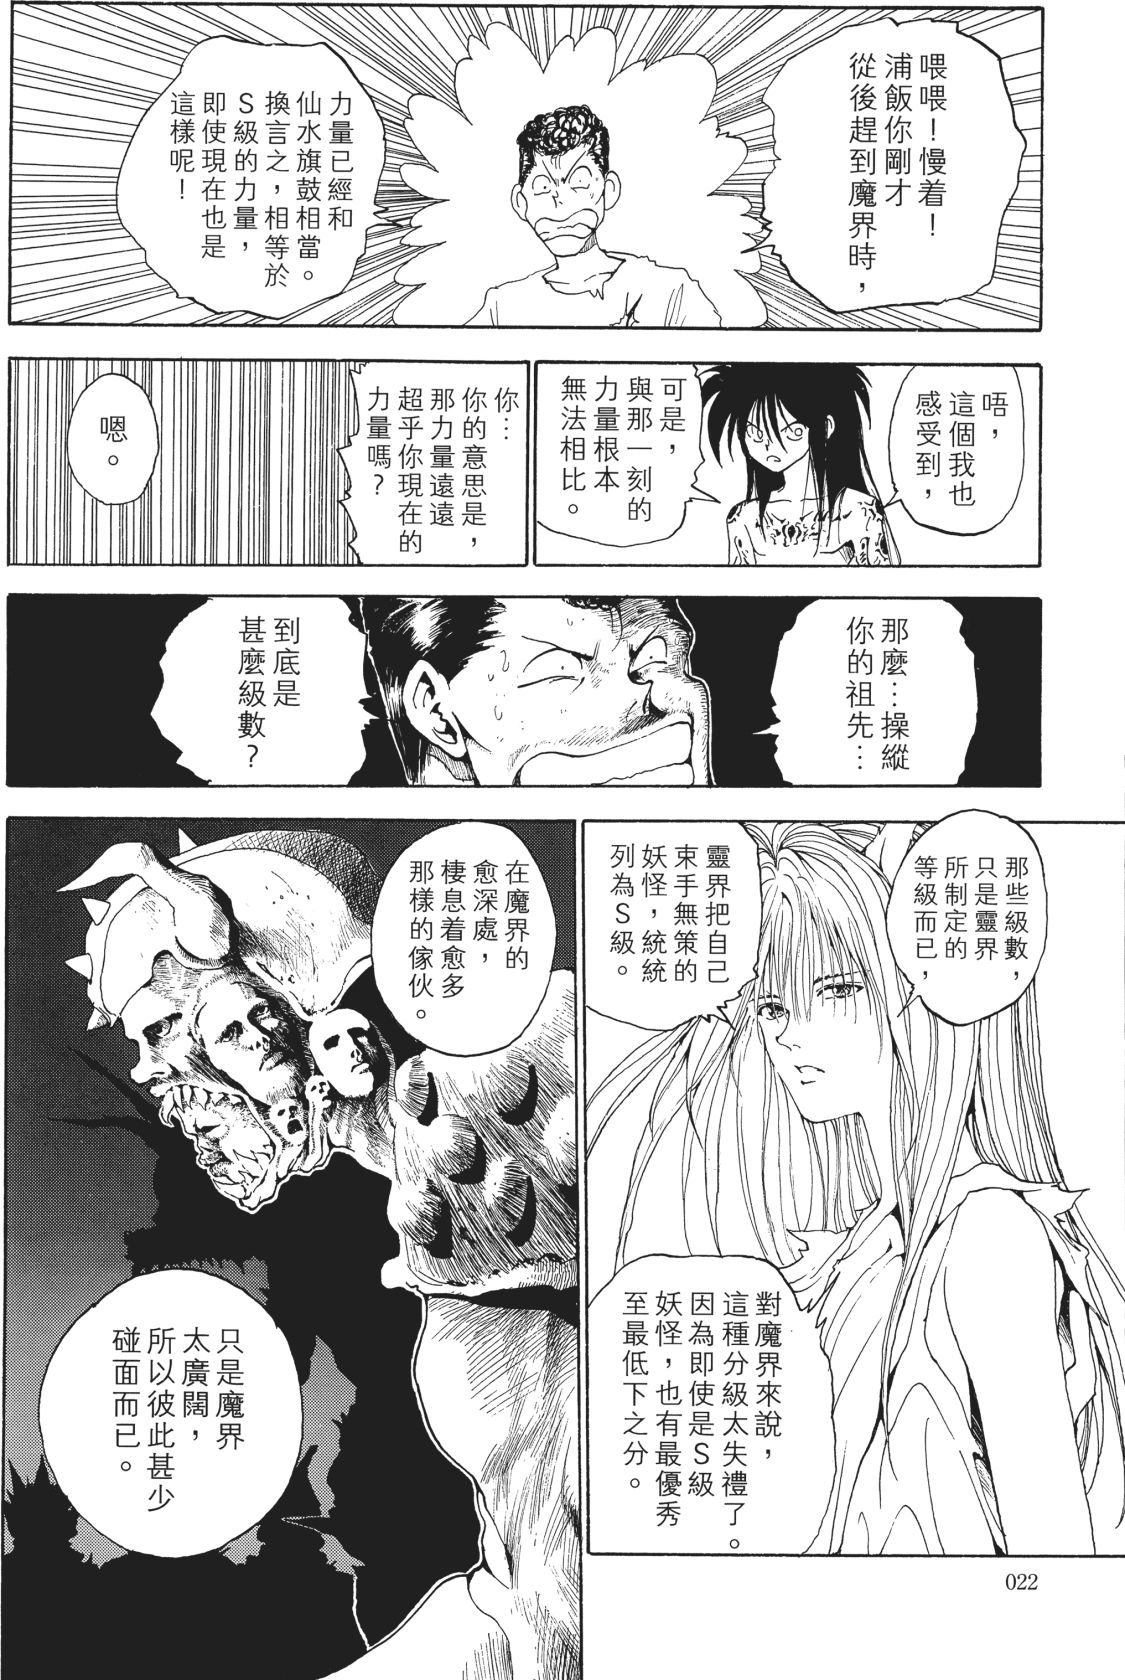 喂喂！慢着！
浦飯你剛才
從後趕到魔界時，
力量已經和
仙水旗鼓相當。
換言之，相等於
S級的力量，
即使現在也是
這樣呢！
唔，
這個我也
感受到，
可是，
與那一刻的
力量根本
無法相比。
你…
你的意思是，
那力量遠遠
超乎你現在的
力量嗎？
嗯。
那麼…操縱
你的祖先…
到底是
甚麼級數？
那些級數，
只是靈界
所制定的
等級而已，
靈界把自己
束手無策的
妖怪，統統
列為S級。
對魔界來說，
這種分級太失禮了。
因為即使是S級
妖怪，也有最優秀
至最低下之分。
在魔界的
愈深處，
棲息着愈多
那樣的傢伙。
只是魔界
太廣闊，
所以彼此甚少
碰面而已。
022